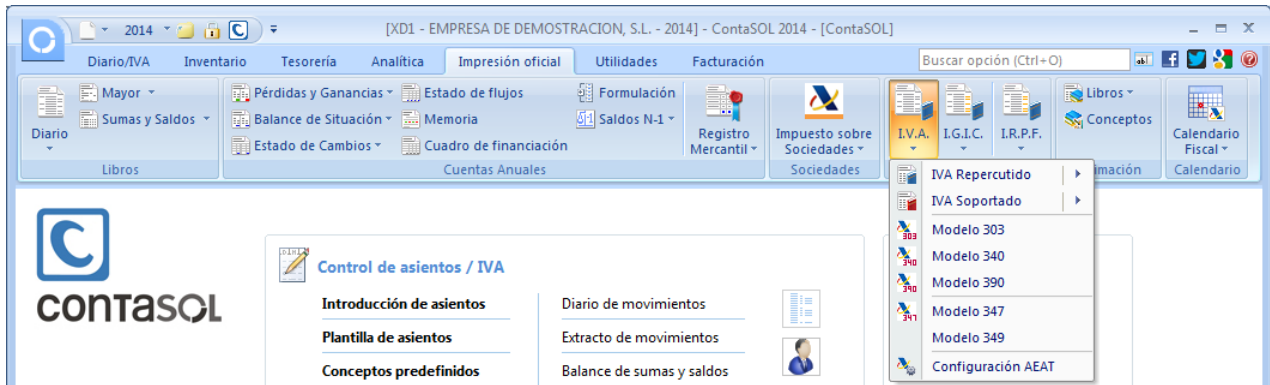 2014
[XD1 - EMPRESA DE DEMOSTRACION, S.L. - 2014] - ContaSOL 2014 - [ContaSOL]
Diario/IVA Inventario Tesorería Analítica Impresión oficial Utilidades Facturación
Buscar opción (Ctrl+O)
Diario
Mayor
Sumas y Saldos
Libros
Pérdidas y Ganancias
Balance de Situación
Estado de Cambios
Estado de flujos
Memoria
Cuadro de financiación
Formulación
Saldos N-1
Registro
Mercantil
Cuentas Anuales
Impuesto sobre
Sociedades
Sociedades
I.V.A.
I.G.I.C.
I.R.P.F.
Libros
Conceptos
imación
Calendario
Fiscal
Calendario
IVA Repercutido
IVA Soportado
303 Modelo 303
340 Modelo 340
390 Modelo 390
347 Modelo 347
Modelo 349
Configuración AEAT
C
contasol
Control de asientos / IVA
Introducción de asientos
Plantilla de asientos
Conceptos predefinidos
Diario de movimientos
Extracto de movimientos
Balance de sumas y saldos